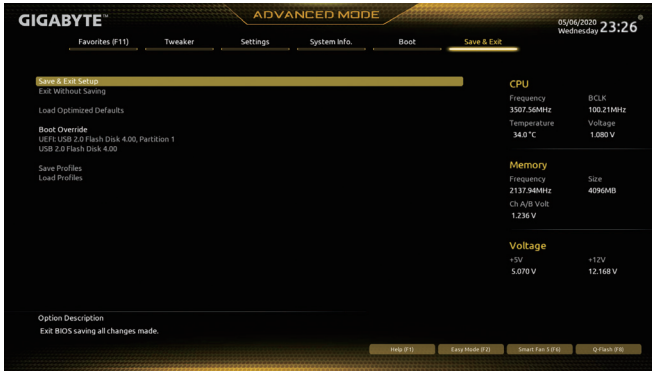 GIGABYTE™
ADVANCED MODE
05/06/2020
Wednesday 23:26
Favorites (F11) Tweaker Settings System Info. Boot Save & Exit
Save & Exit Setup
Exit Without Saving
Load Optimized Defaults
Boot Override
UEFI: USB 2.0 Flash Disk 4.00, Partition 1
USB 2.0 Flash Disk 4.00
Save Profiles
Load Profiles
CPU
Frequency BCLK
3507.56MHz 100.21MHz
Temperature Voltage
34.0 °C 1.080 V
Memory
Frequency Size
2137.94MHz 4096MB
Ch A/B Volt
1.236 V
Voltage
+5V +12V
5.070 V 12.168 V
Option Description
Exit BIOS saving all changes made.
Help (F1) Easy Mode (F2) Smart Fan 5 (F6) Q-Flash (F8)